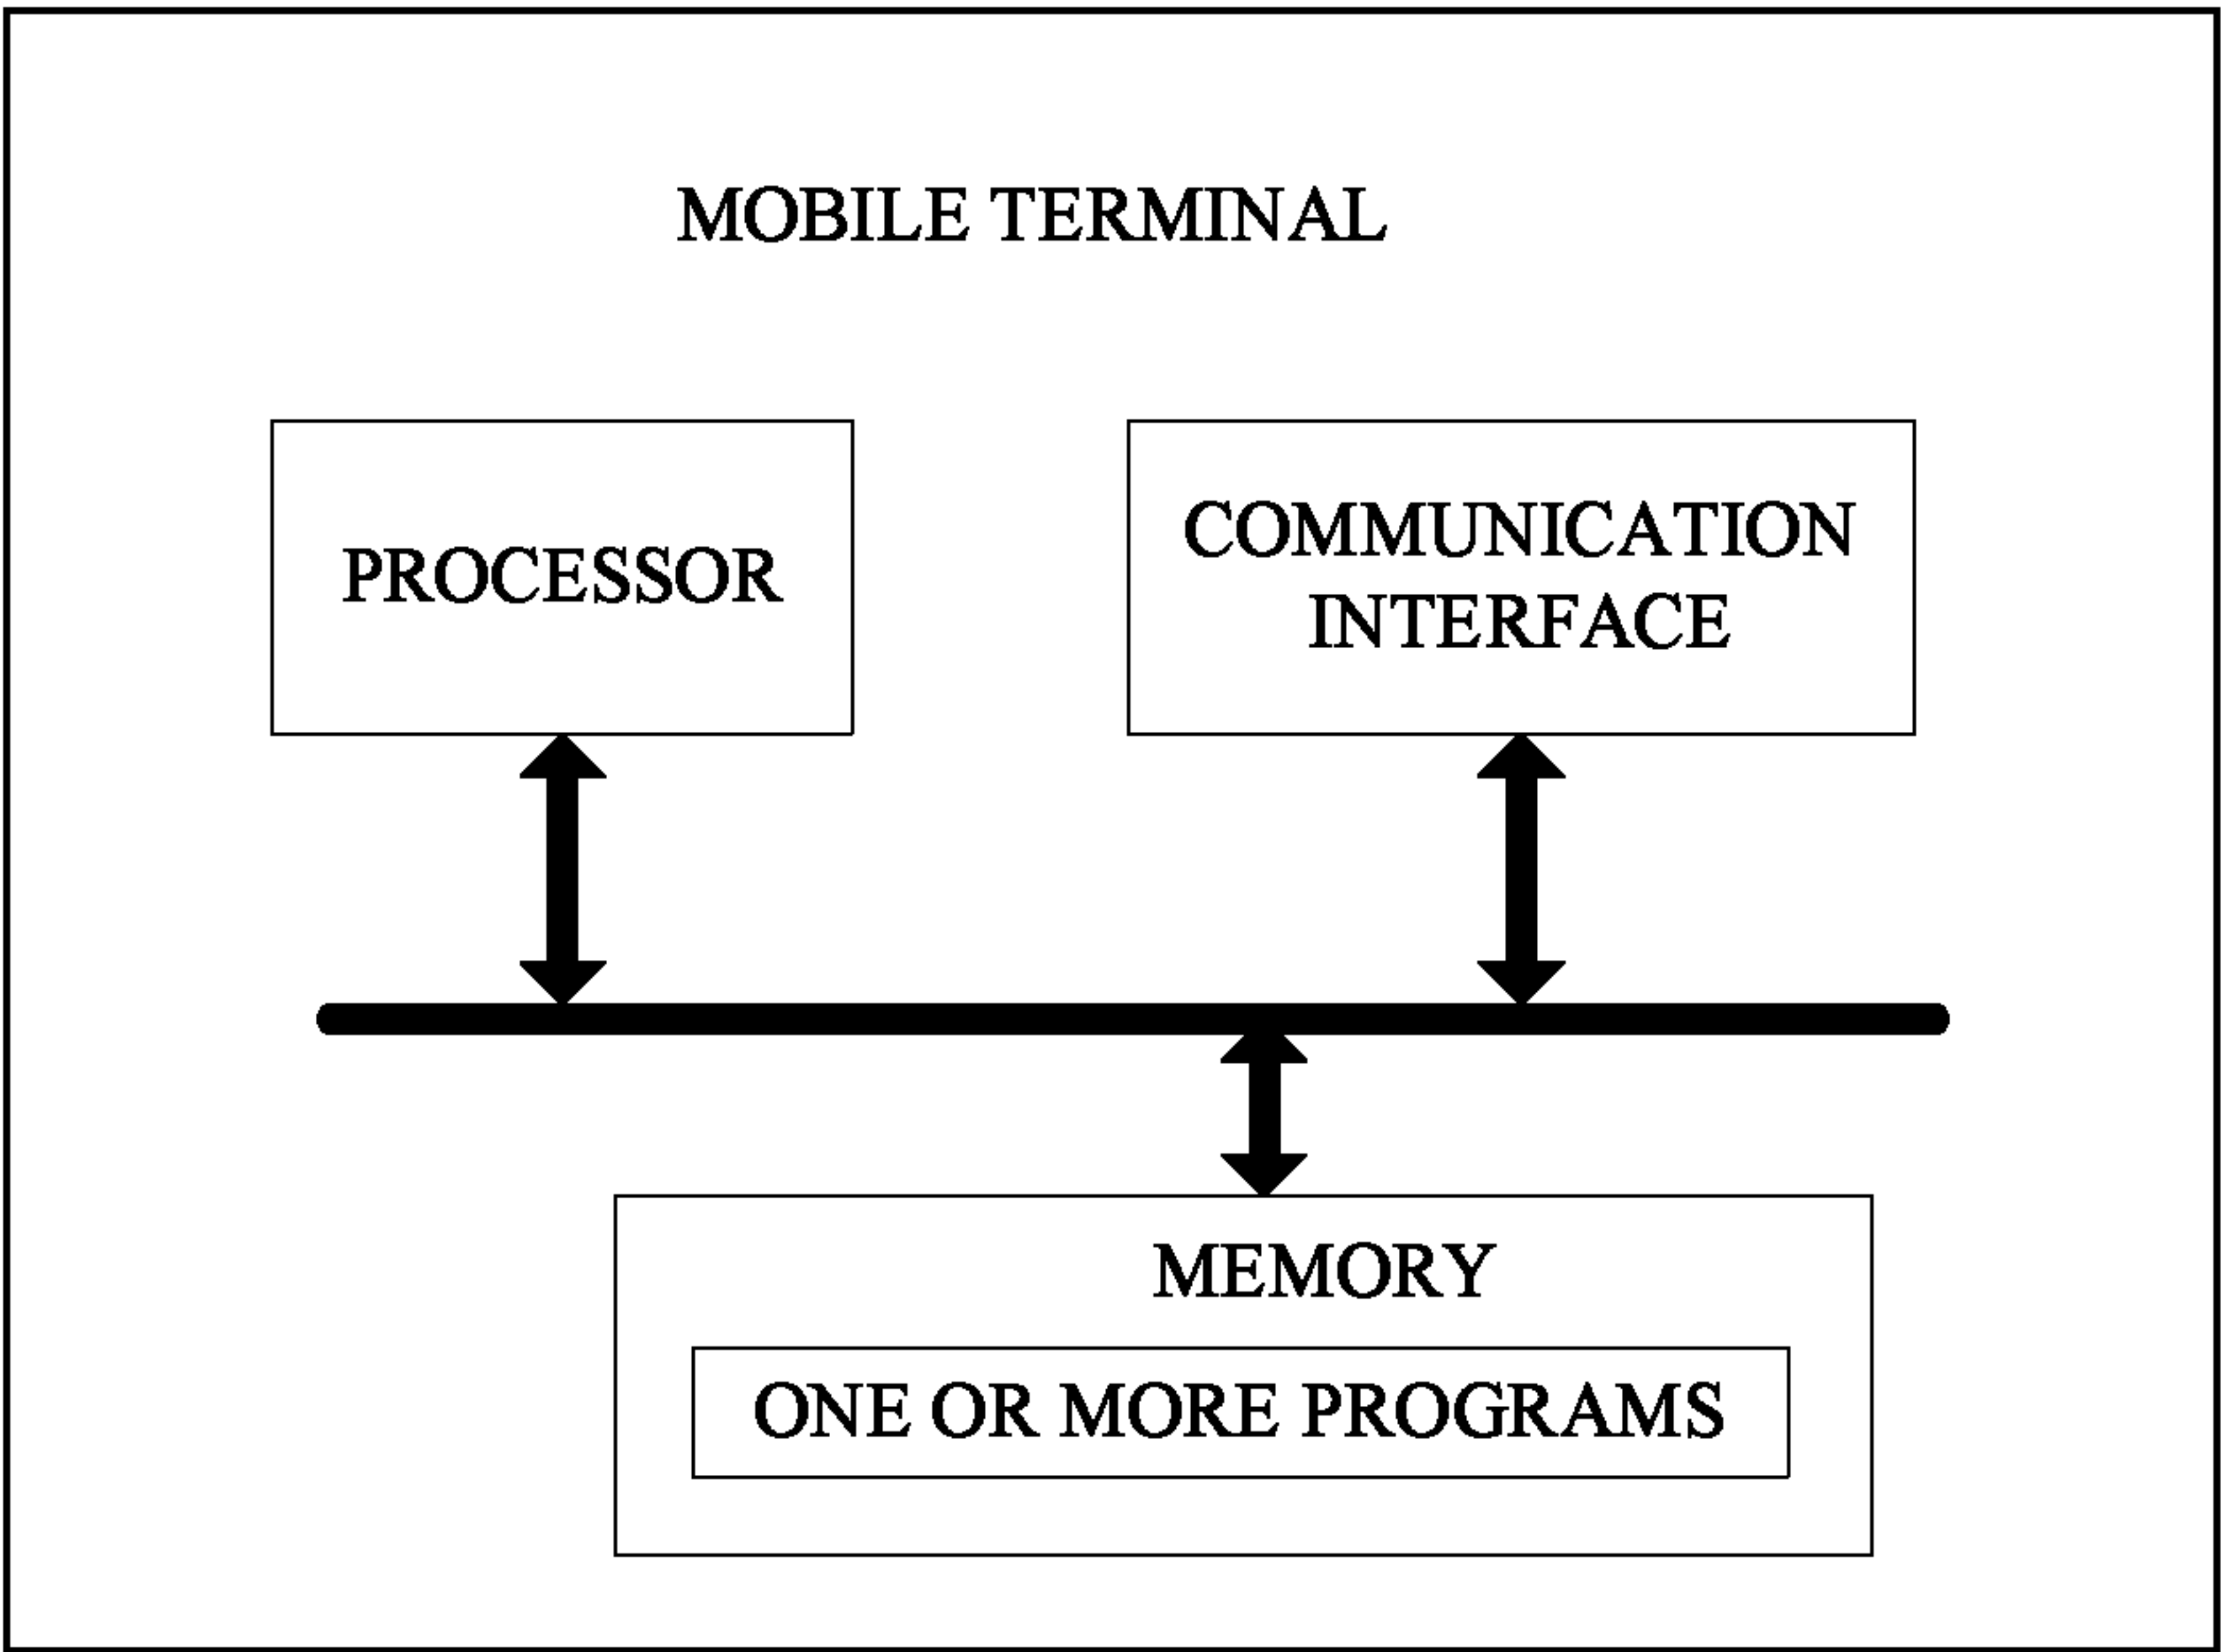 MOBILE TERMINAL
PROCESSOR
COMMUNICATION
INTERFACE
MEMORY
ONE OR MORE PROGRAMS